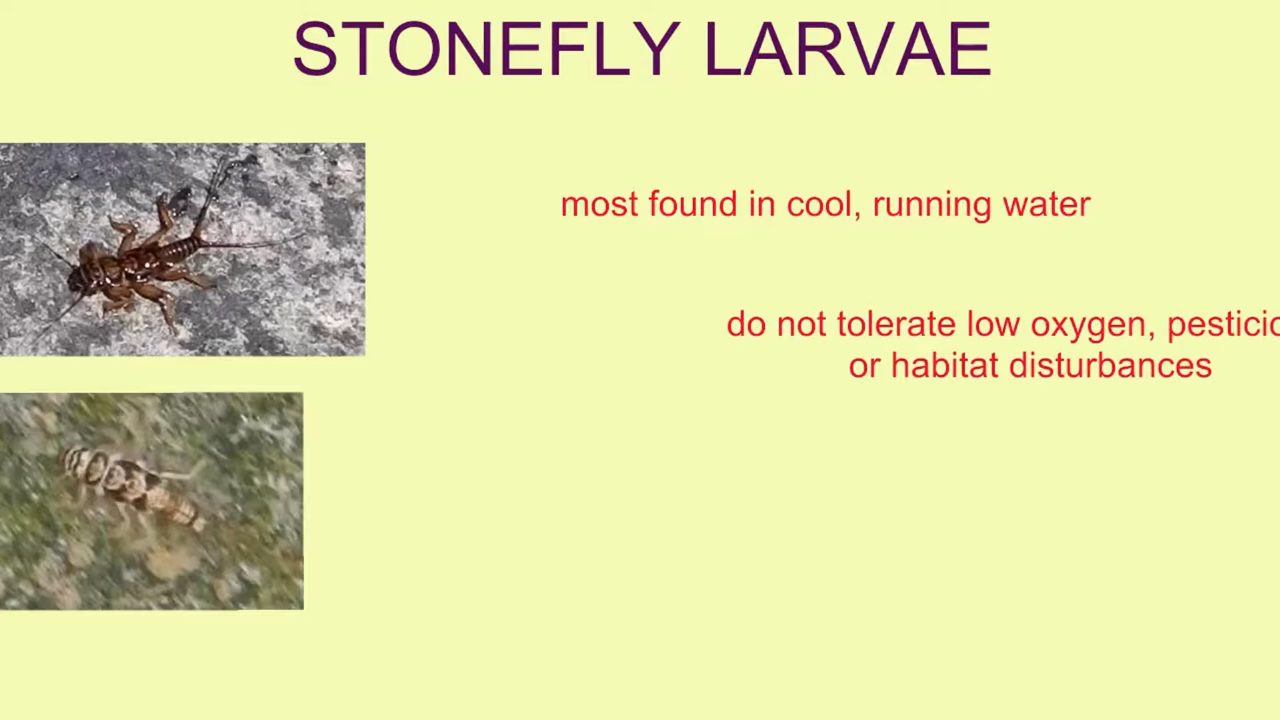 STONEFLY LARVAE
most found in cool, running water
do not tolerate low oxygen,
or habitat disturbances